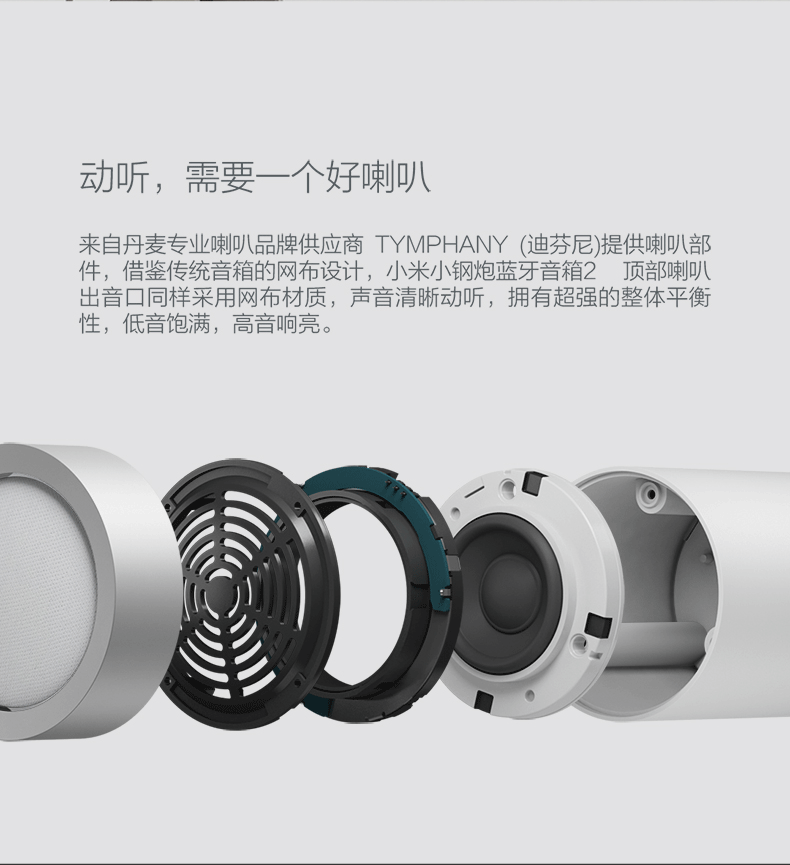 动听，需要一个好喇叭
来自丹麦专业喇叭品牌供应商 TYMPHANY (迪芬尼)提供喇叭部
件，借鉴传统音箱的网布设计，小米小钢炮蓝牙音箱2 顶部喇叭
出音口同样采用网布材质，声音清晰动听，拥有超强的整体平衡
性，低音饱满，高音响亮。